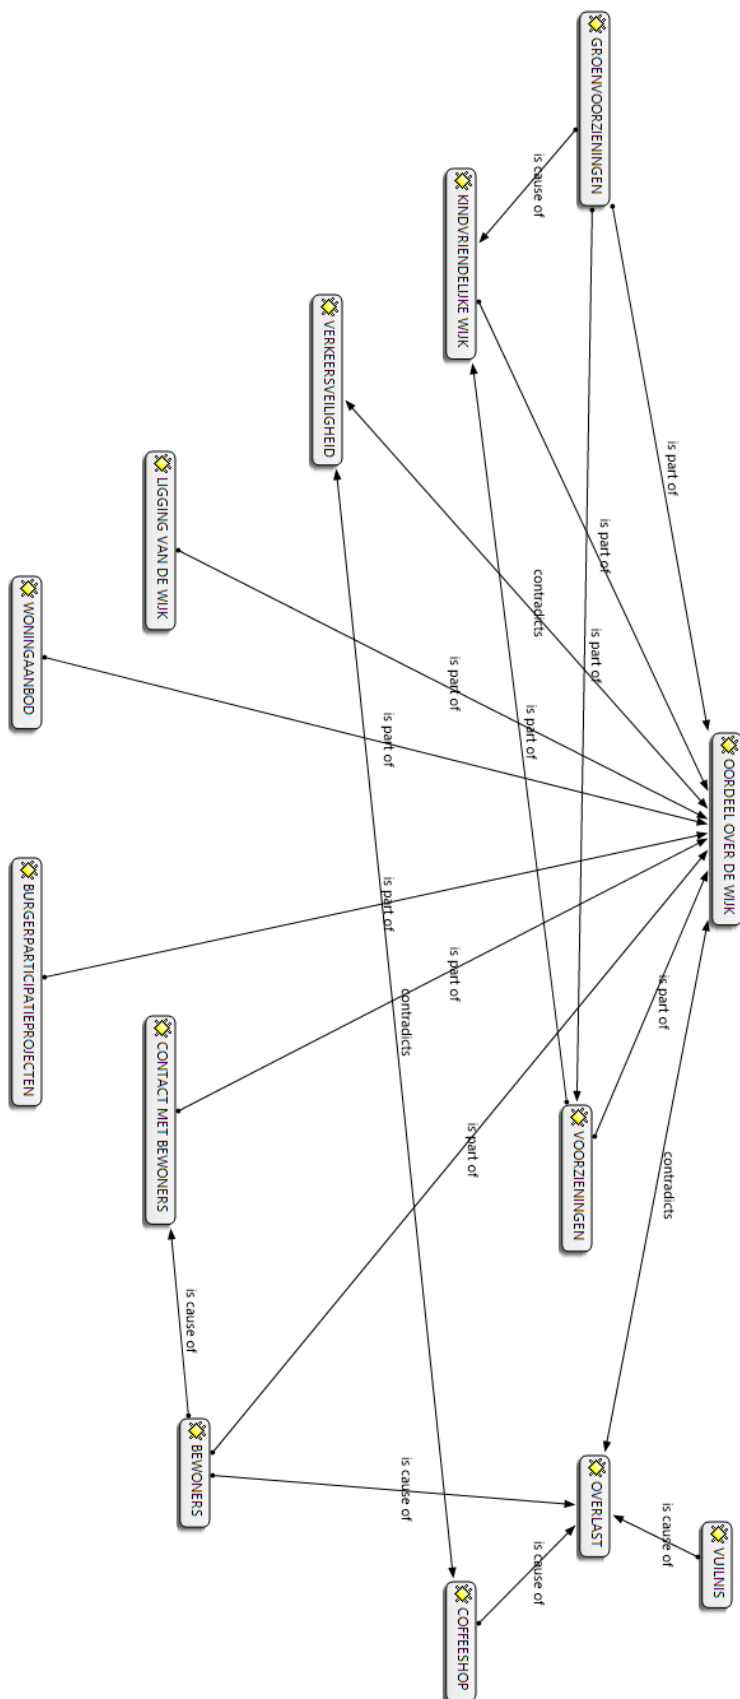 OORDEEL OVER DE WIJK
VUILNIS
is part of
contradicts
is cause of
is part of
GROENVOORZIENINGEN
VOORZIENINGEN
OVERLAST
is part of
is part of
is cause of
contradicts
is cause of
is part of
KINDVRIENDELIJKE WIJK
COFFEESHOP
is part of
is part of
is part of
is cause of
contradicts
is part of
is part of
VERKEERSVEILIGHEID
is cause of
BEWONERS
LIGGING VAN DE WIJK
CONTACT MET BEWONERS
WONINGAANBOD
BURGERPARTICIPATIEPROJECTEN